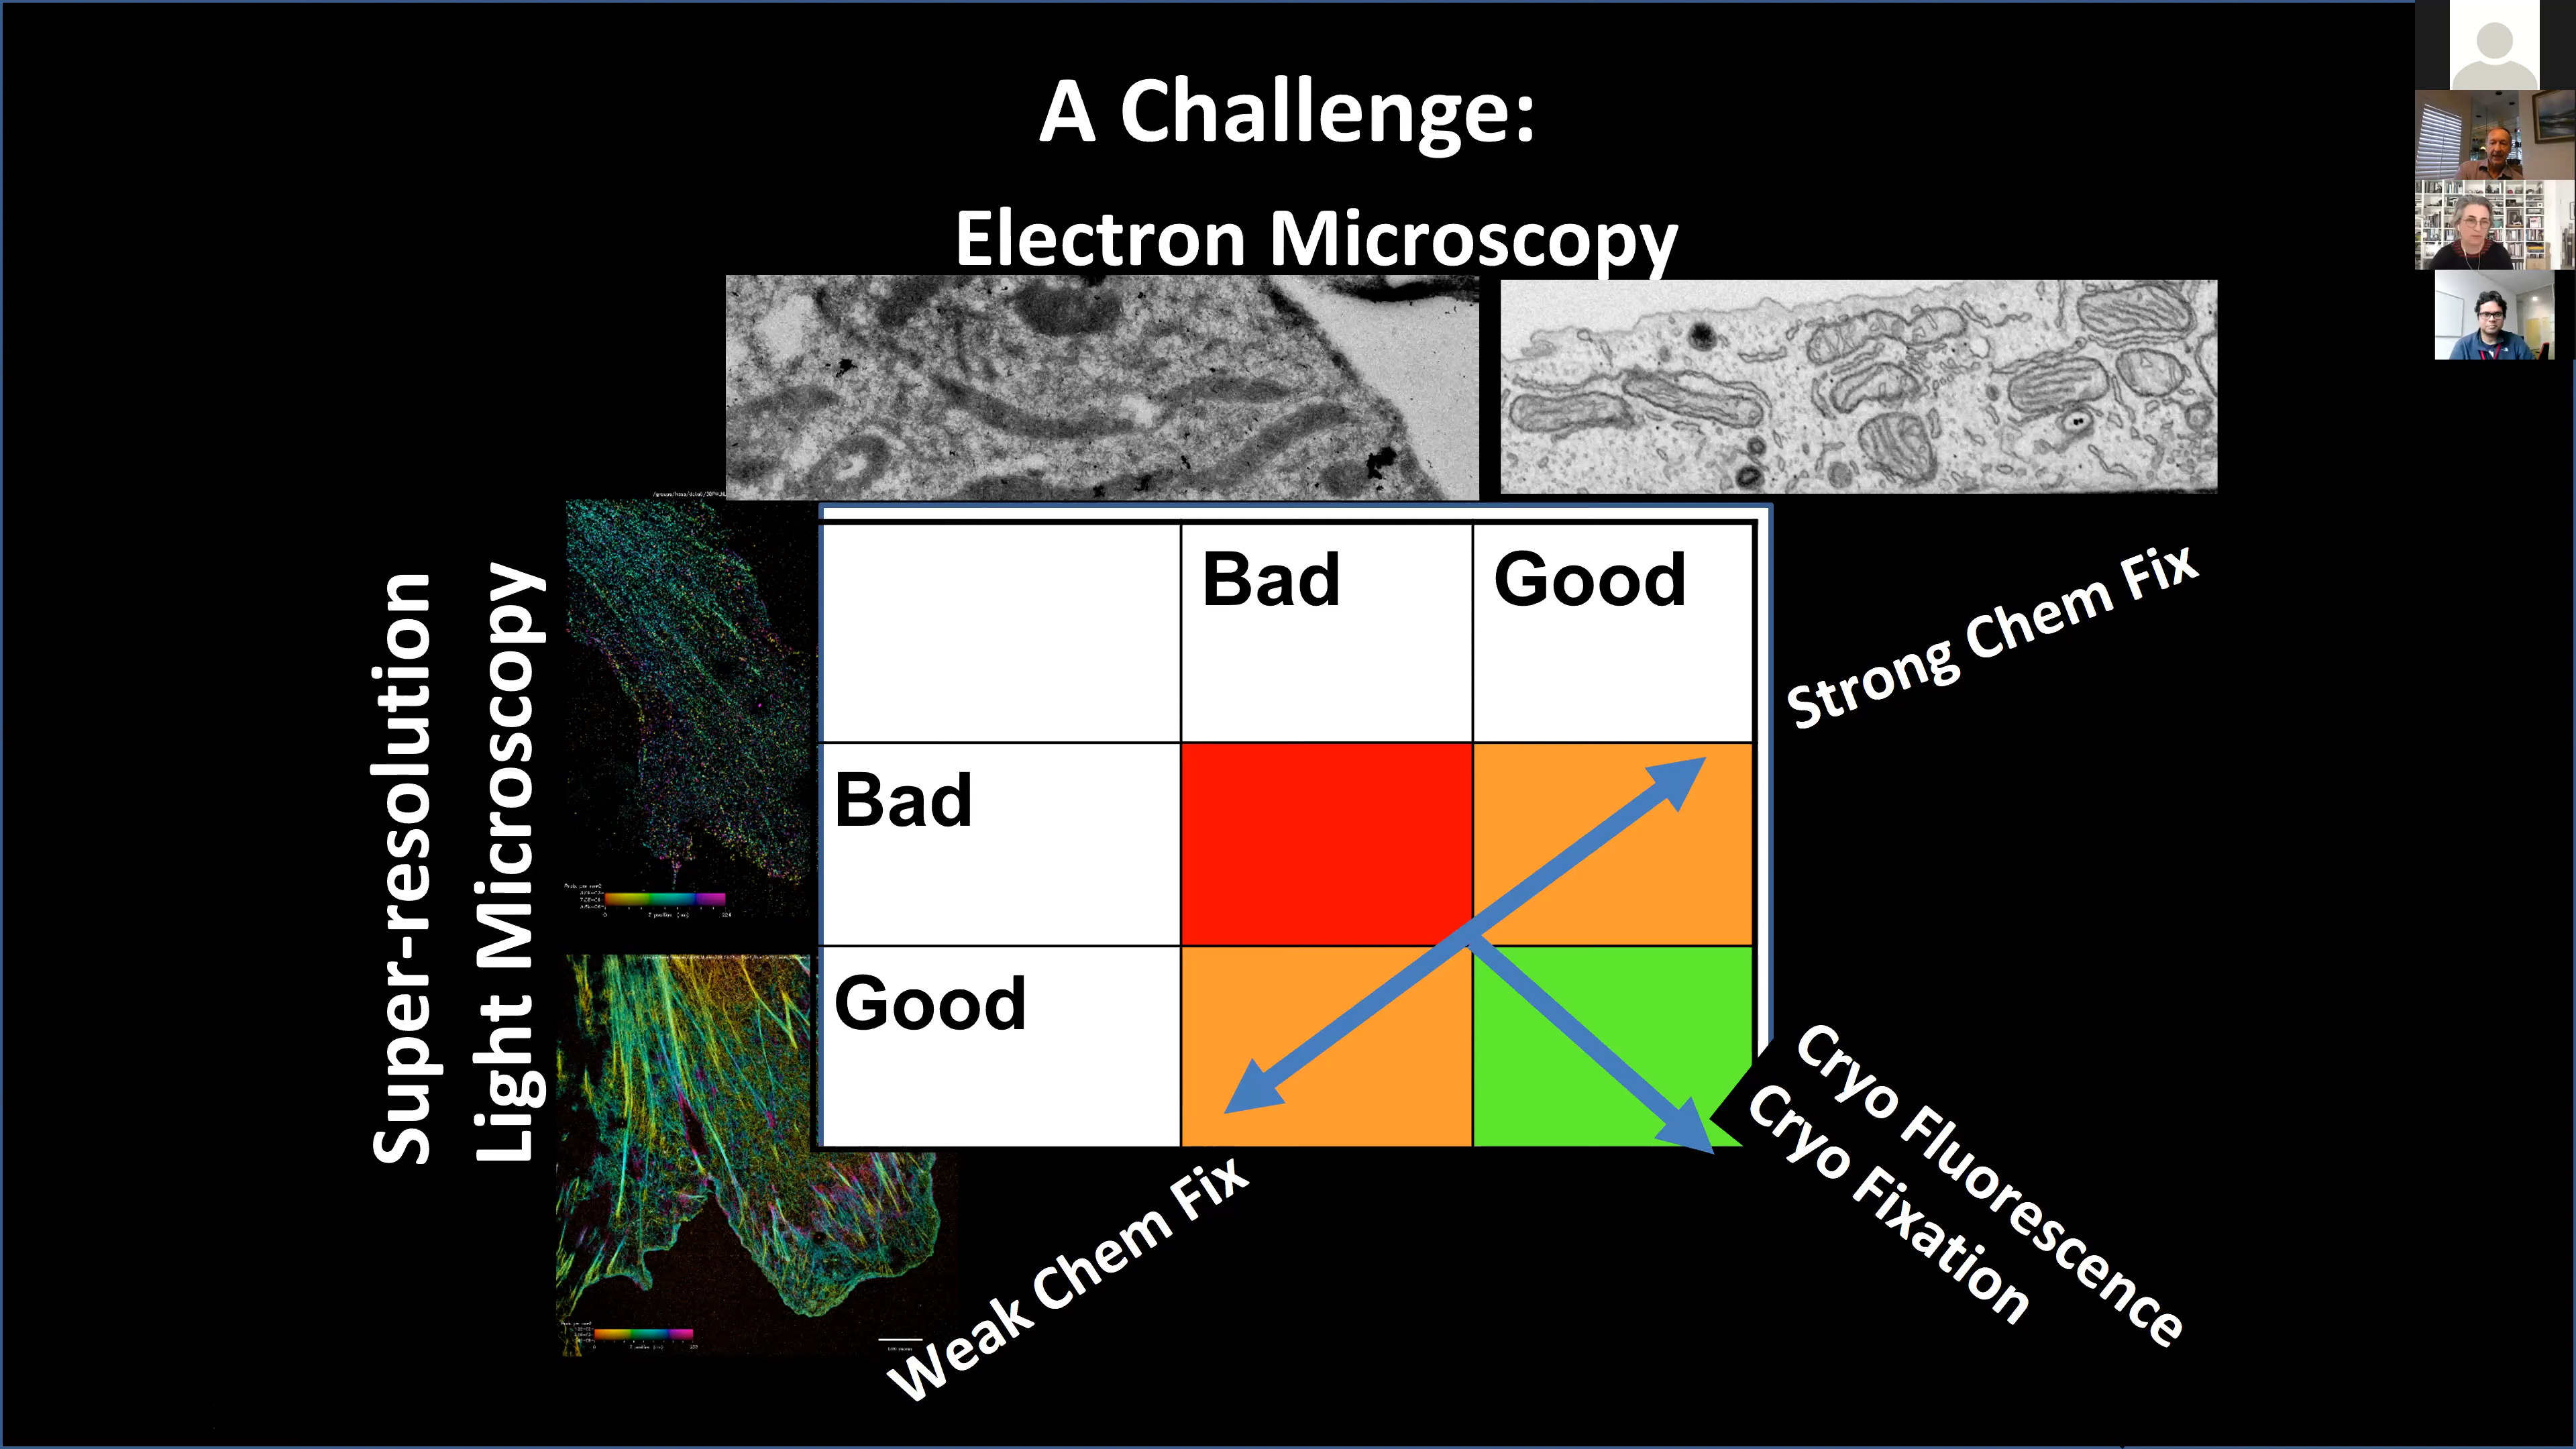 A Challenge:
Electron Microscopy
Super-resolution
Light Microscopy
Bad
Good
Bad
Good
Strong Chem Fix
Weak Chem Fix
Cryo Fluorescence
Cryo Fixation